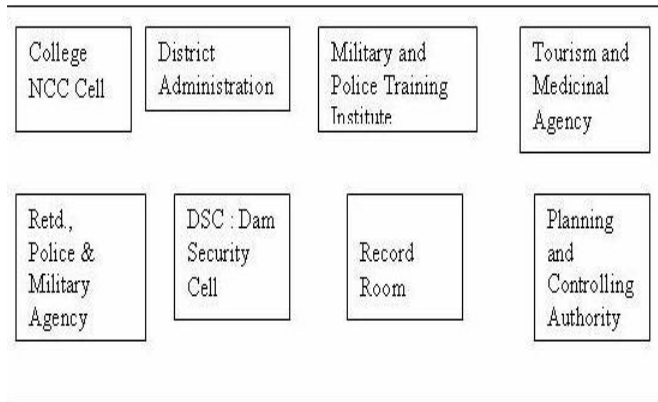 College
NCC Cell
District
Administration
Military and
Police Training
Institute
Tourism and
Medicinal
Agency
Retd.,
Police &
Military
Agency
DSC : Dam
Security
Cell
Record
Room
Planning
and
Controlling
Authority